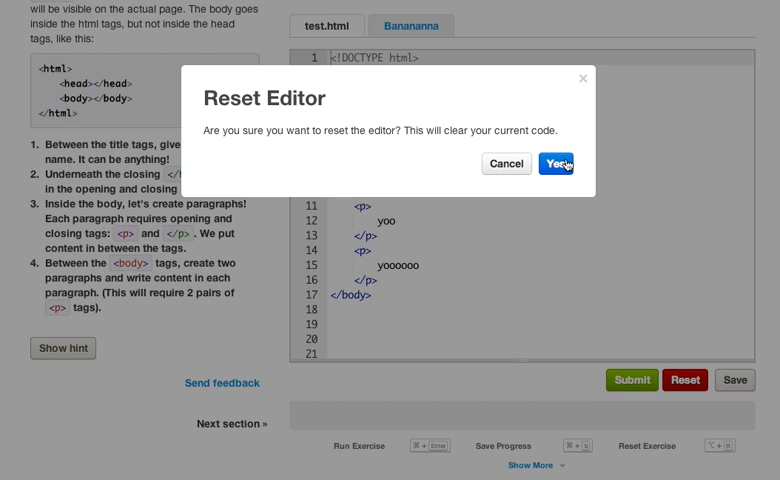 will be visible on the actual page. The body goes
inside the html tags, but not inside the head
tags, like this:
<html>
<head></head>
<body></body>
</html>
1. Between the title tags, give
name. It can be anything!
2. Underneath the closing
in the opening and closing
3. Inside the body, let's create paragraphs!
Each paragraph requires opening and
closing tags: <p> and </p>. We put
content in between the tags.
4. Between the <body> tags, create two
paragraphs and write content in each
paragraph. (This will require 2 pairs of
<p> tags).
Show hint
Send feedback
Next section »
test.html Banananna
1 <!DOCTYPE html>
Reset Editor
×
Are you sure you want to reset the editor? This will clear your current code.
Cancel Yes
11 <p>
12 yoo
13 </p>
14 <p>
15 yoooooo
16 </p>
17 </body>
18
19
20
21
Submit Reset Save
Run Exercise ⌘ + Enter Save Progress ⌘ + S Reset Exercise ⌥ + R
Show More